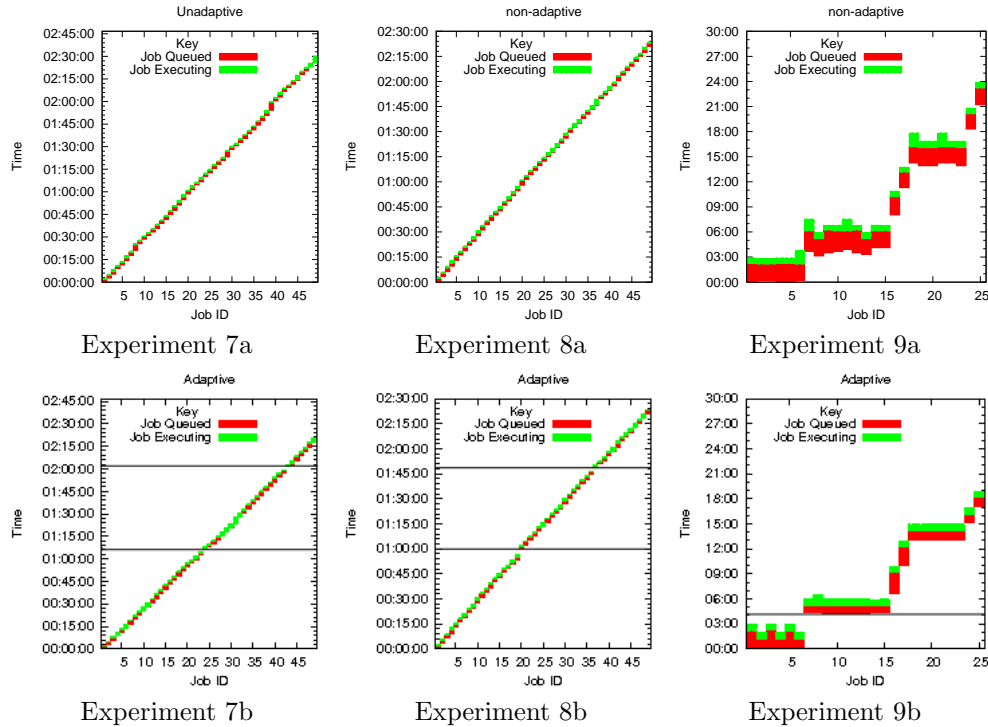 Unadaptive
02:45:00
02:30:00
02:15:00
02:00:00
01:45:00
01:30:00
01:15:00
01:00:00
00:45:00
00:30:00
00:15:00
00:00:00
Time
Key
Job Queued
Job Executing
5 10 15 20 25 30 35 40 45
Job ID
Experiment 7a
non-adaptive
02:30:00
02:15:00
02:00:00
01:45:00
01:30:00
01:15:00
01:00:00
00:45:00
00:30:00
00:15:00
00:00:00
Time
Key
Job Queued
Job Executing
5 10 15 20 25 30 35 40 45
Job ID
Experiment 8a
non-adaptive
30:00
27:00
24:00
21:00
18:00
15:00
12:00
09:00
06:00
03:00
00:00
Time
Key
Job Queued
Job Executing
5 10 15 20 25
Job ID
Experiment 9a
Adaptive
02:45:00
02:30:00
02:15:00
02:00:00
01:45:00
01:30:00
01:15:00
01:00:00
00:45:00
00:30:00
00:15:00
00:00:00
Time
Key
Job Queued
Job Executing
5 10 15 20 25 30 35 40 45
Job ID
Experiment 7b
Adaptive
02:30:00
02:15:00
02:00:00
01:45:00
01:30:00
01:15:00
01:00:00
00:45:00
00:30:00
00:15:00
00:00:00
Time
Key
Job Queued
Job Executing
5 10 15 20 25 30 35 40 45
Job ID
Experiment 8b
Adaptive
30:00
27:00
24:00
21:00
18:00
15:00
12:00
09:00
06:00
03:00
00:00
Time
Key
Job Queued
Job Executing
5 10 15 20 25
Job ID
Experiment 9b